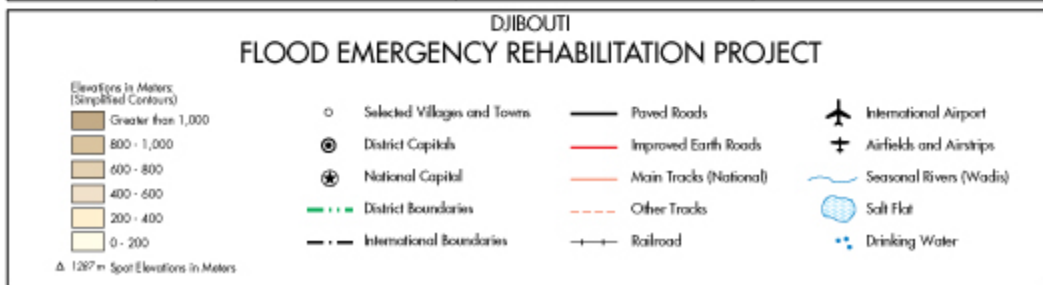 DJIBOUTI
FLOOD EMERGENCY REHABILITATION PROJECT
Elevations in Meters:
(Simplified Contours)
Greater than 1,000
800 - 1,000
600 - 800
400 - 600
200 - 400
0 - 200
1287 m Spot Elevations in Meters
Selected Villages and Towns
District Capitals
National Capital
District Boundaries
International Boundaries
Paved Roads
Improved Earth Roads
Main Tracks (National)
Other Tracks
Railroad
International Airport
Airfields and Airstrips
Seasonal Rivers (Wadis)
Salt Flat
Drinking Water